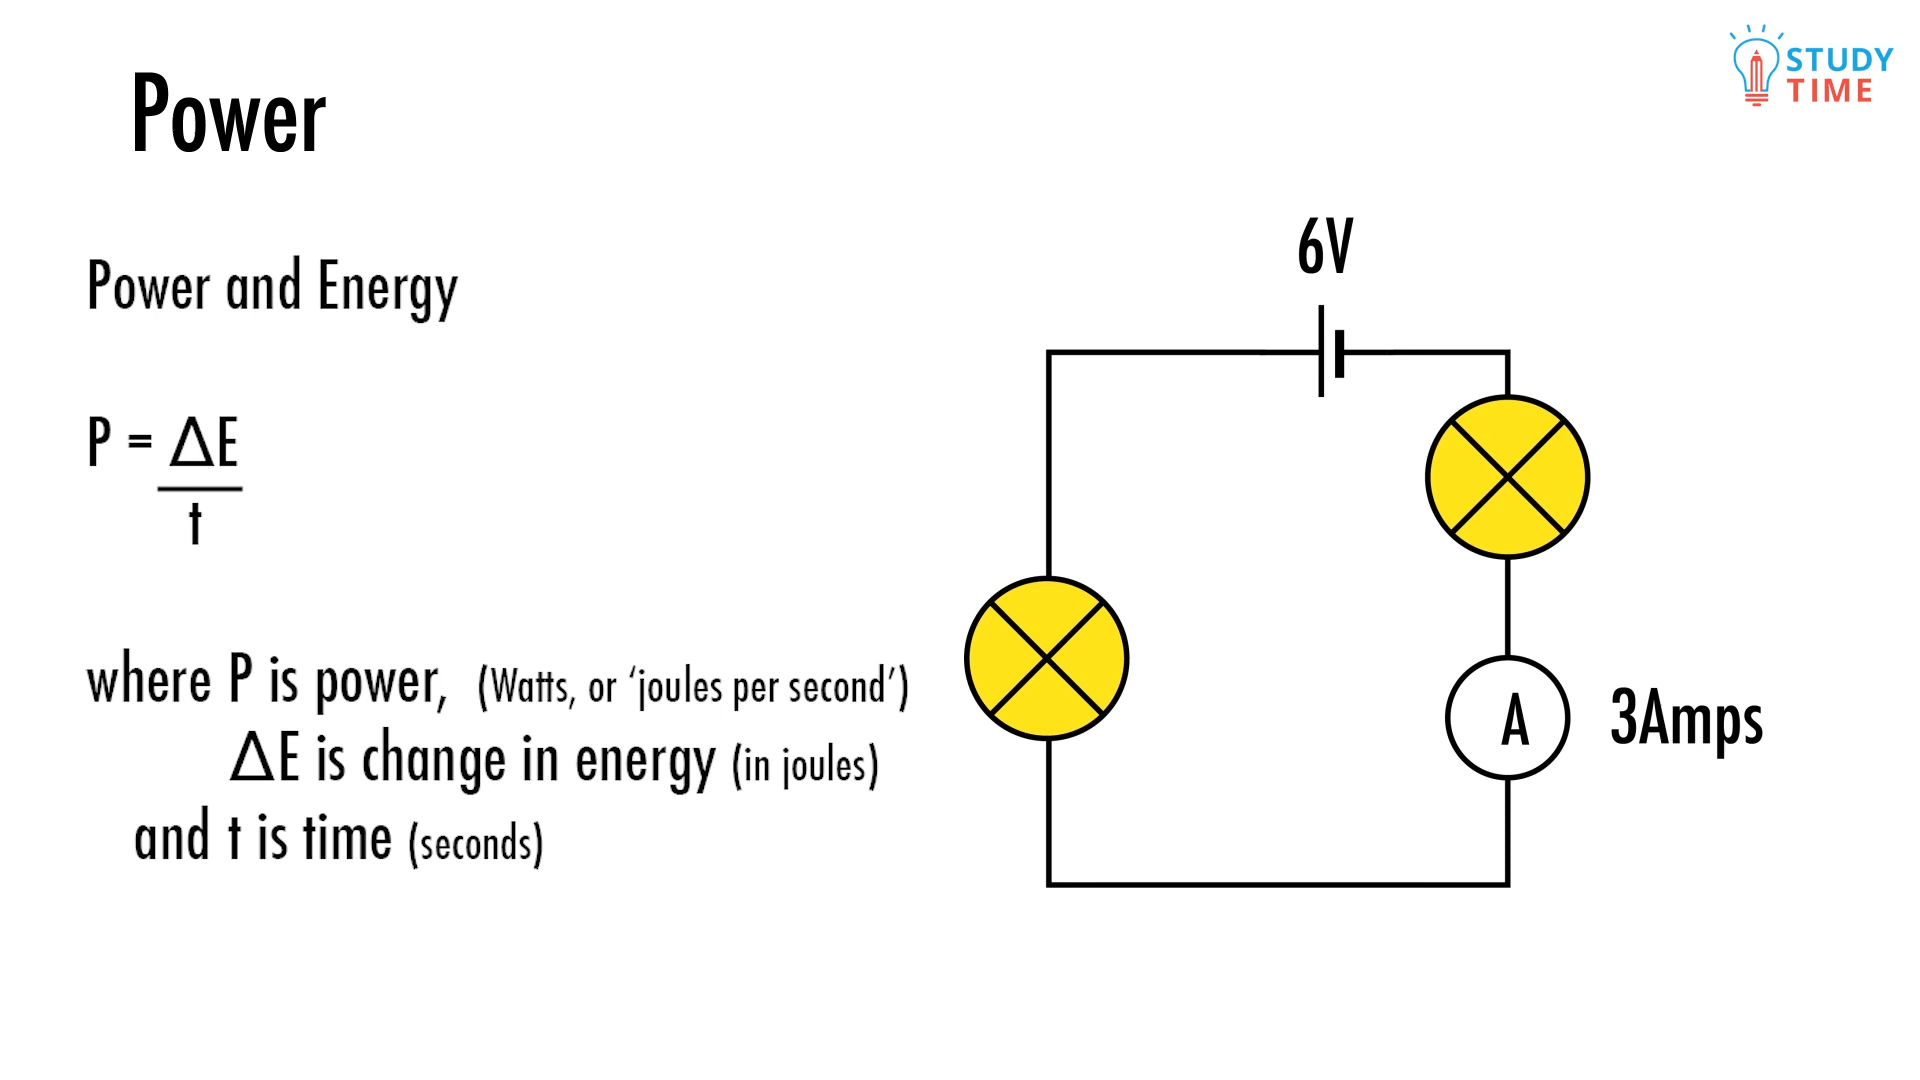 Power
STUDY
TIME
Power and Energy
P = ΔE
t
where P is power, (Watts, or ‘joules per second’)
ΔE is change in energy (in joules)
and t is time (seconds)
6V
A
3Amps